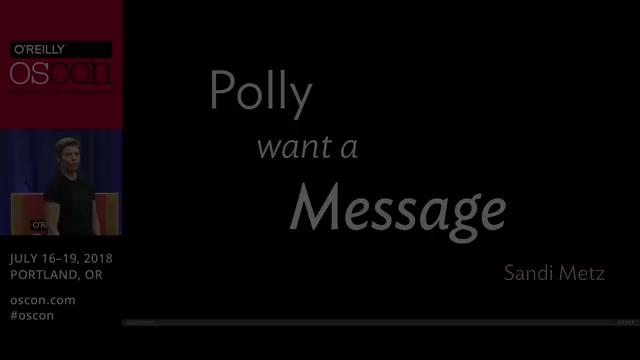 O'REILLY
OSCON
JULY 16–19, 2018
PORTLAND, OR
oscon.com
#oscon
Polly
want a
Message
Sandi Metz